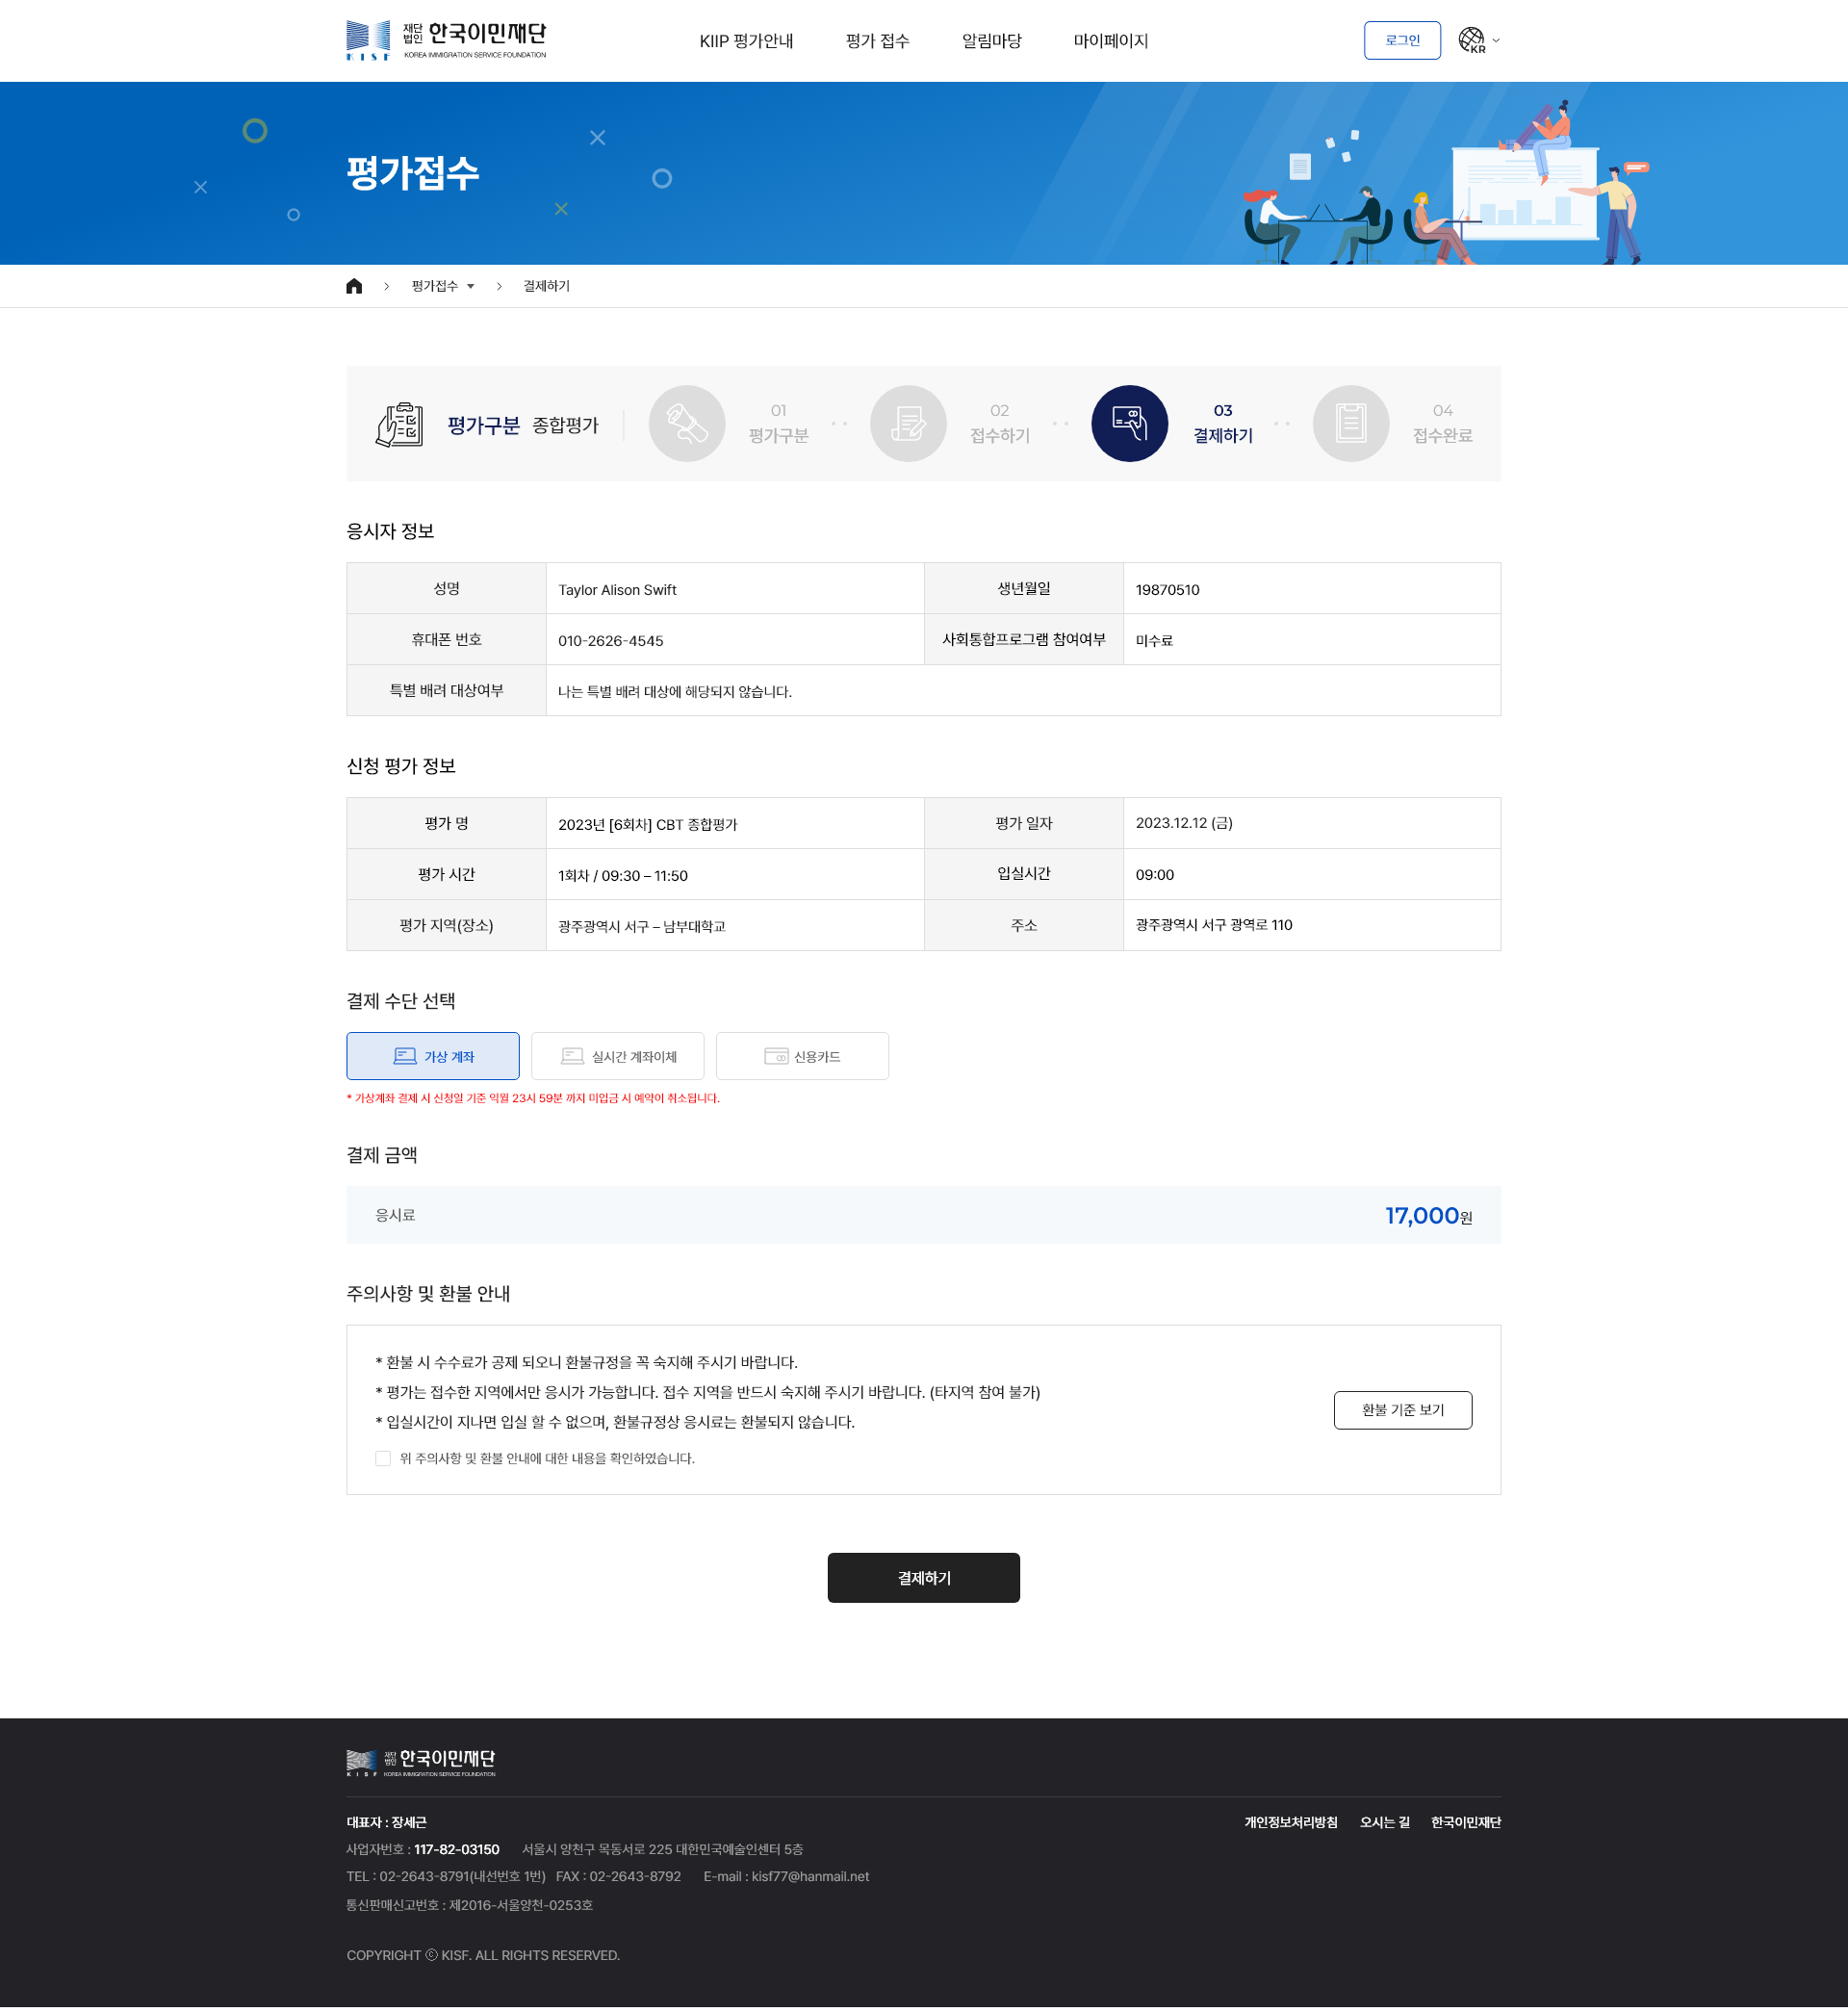 재단법인 한국이민재단
KISF KOREA IMMIGRATION SERVICE FOUNDATION
KIIP 평가안내 평가 접수 알림마당 마이페이지 로그인 KR
평가접수
평가접수 결제하기
평가구분 종합평가
01 평가구분
02 접수하기
03 결제하기
04 접수완료
응시자 정보
성명 Taylor Alison Swift 생년월일 19870510
휴대폰 번호 010-2626-4545 사회통합프로그램 참여여부 미수료
특별 배려 대상여부 나는 특별 배려 대상에 해당되지 않습니다.
신청 평가 정보
평가 명 2023년 [6회차] CBT 종합평가 평가 일자 2023.12.12 (금)
평가 시간 1회차 / 09:30 – 11:50 입실시간 09:00
평가 지역(장소) 광주광역시 서구 – 남부대학교 주소 광주광역시 서구 광역로 110
결제 수단 선택
가상 계좌 실시간 계좌이체 신용카드
* 가상계좌 결제 시 신청일 기준 익월 23시 59분 까지 미입금 시 예약이 취소됩니다.
결제 금액
응시료 17,000원
주의사항 및 환불 안내
* 환불 시 수수료가 공제 되오니 환불규정을 꼭 숙지해 주시기 바랍니다.
* 평가는 접수한 지역에서만 응시가 가능합니다. 접수 지역을 반드시 숙지해 주시기 바랍니다. (타지역 참여 불가)
* 입실시간이 지나면 입실 할 수 없으며, 환불규정상 응시료는 환불되지 않습니다.
환불 기준 보기
위 주의사항 및 환불 안내에 대한 내용을 확인하였습니다.
결제하기
재단법인 한국이민재단
KISF KOREA IMMIGRATION SERVICE FOUNDATION
대표자 : 장세근 개인정보처리방침 오시는 길 한국이민재단
사업자번호 : 117-82-03150 서울시 양천구 목동서로 225 대한민국예술인센터 5층
TEL : 02-2643-8791(내선번호 1번) FAX : 02-2643-8792 E-mail : kisf77@hanmail.net
통신판매신고번호 : 제2016-서울양천-0253호
COPYRIGHT ⓒ KISF. ALL RIGHTS RESERVED.